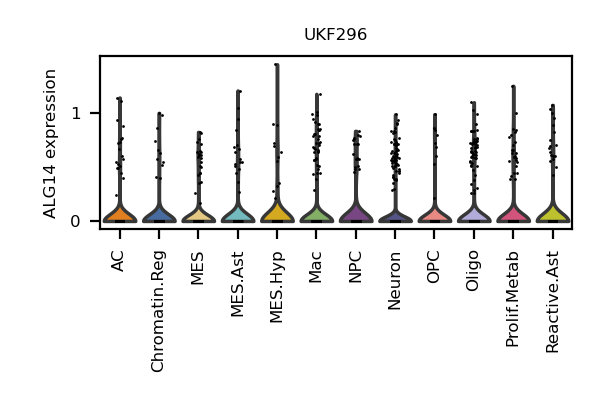 UKF296
ALG14 expression
1
0
AC
Chromatin.Reg
MES
MES.Ast
MES.Hyp
Mac
NPC
Neuron
OPC
Oligo
Prolif.Metab
Reactive.Ast